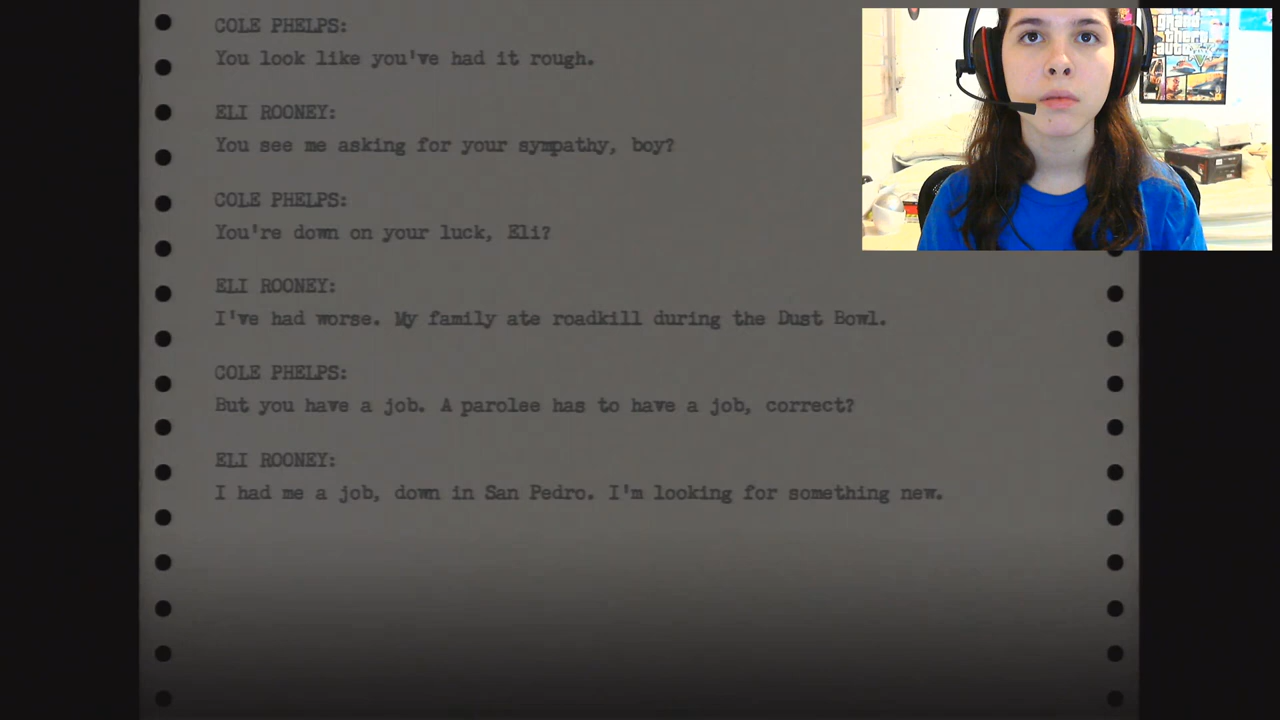 COLE PHELPS:
You look like you've had it rough.
ELI ROONEY:
You see me asking for your sympathy, boy?
COLE PHELPS:
You're down on your luck, Eli?
ELI ROONEY:
I've had worse. My family ate roadkill during the Dust Bowl.
COLE PHELPS:
But you have a job. A parolee has to have a job, correct?
ELI ROONEY:
I had me a job, down in San Pedro. I'm looking for something new.
grand
theft
auto